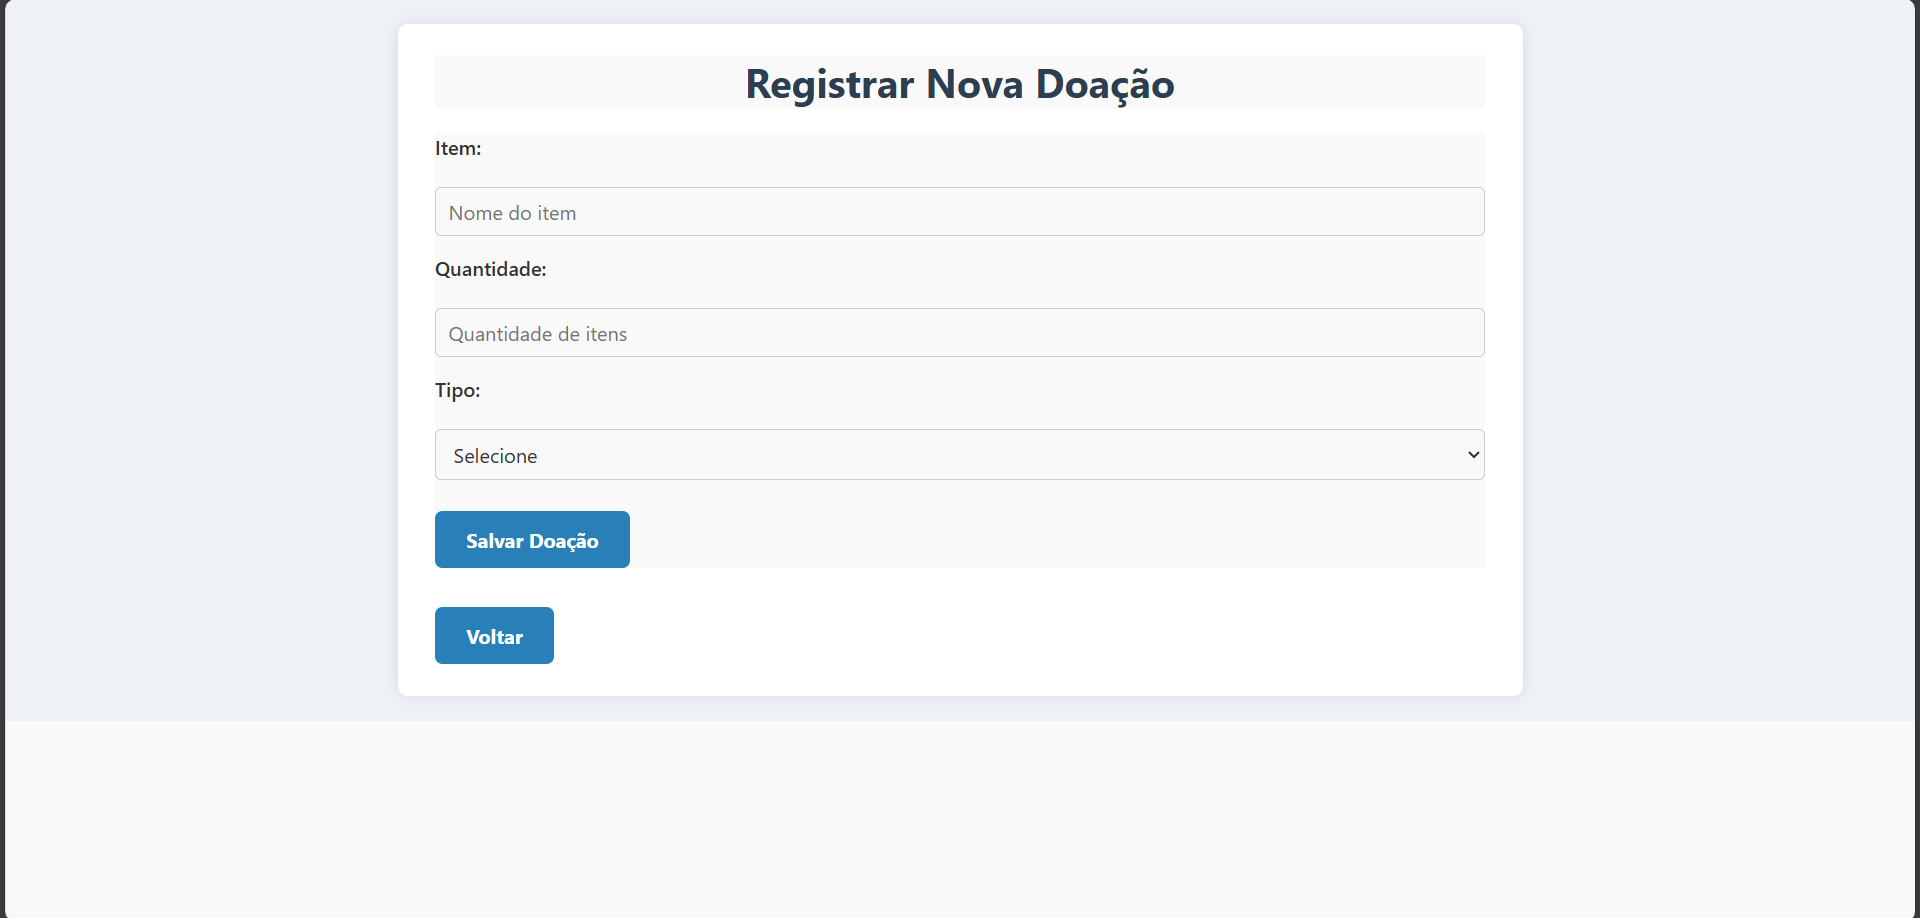 Registrar Nova Doação
Item:
Nome do item
Quantidade:
Quantidade de itens
Tipo:
Selecione
Salvar Doação
Voltar